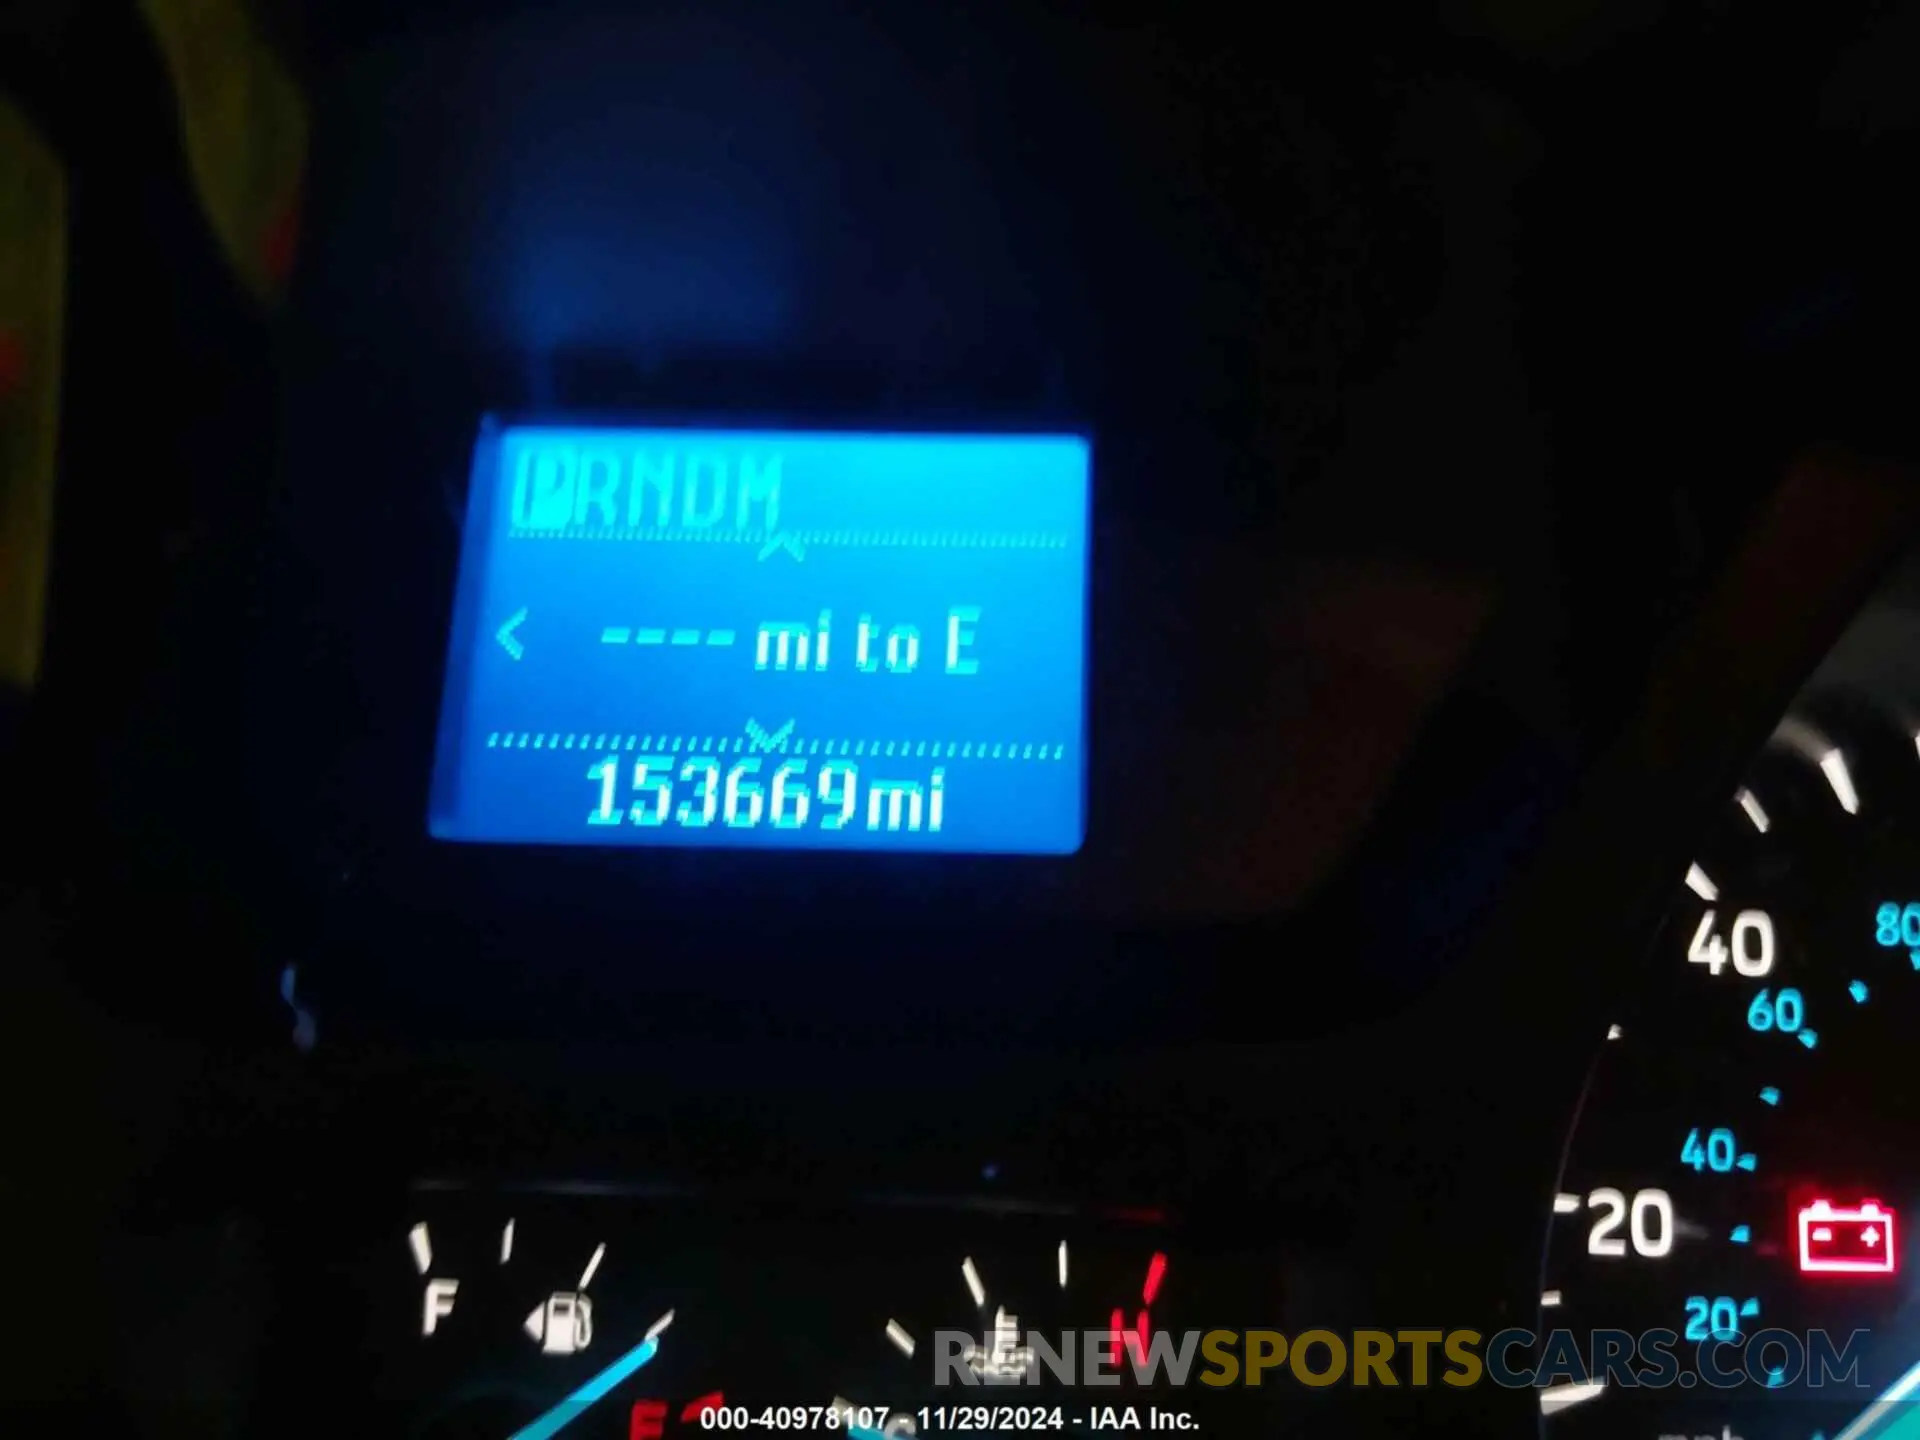 PRNDM
---- mi to E
153669mi
40
80
60
40
20
20
F
E
H
RENEWSPORTSCARS.COM
E
000-40978107 - 11/29/2024 - IAA Inc.